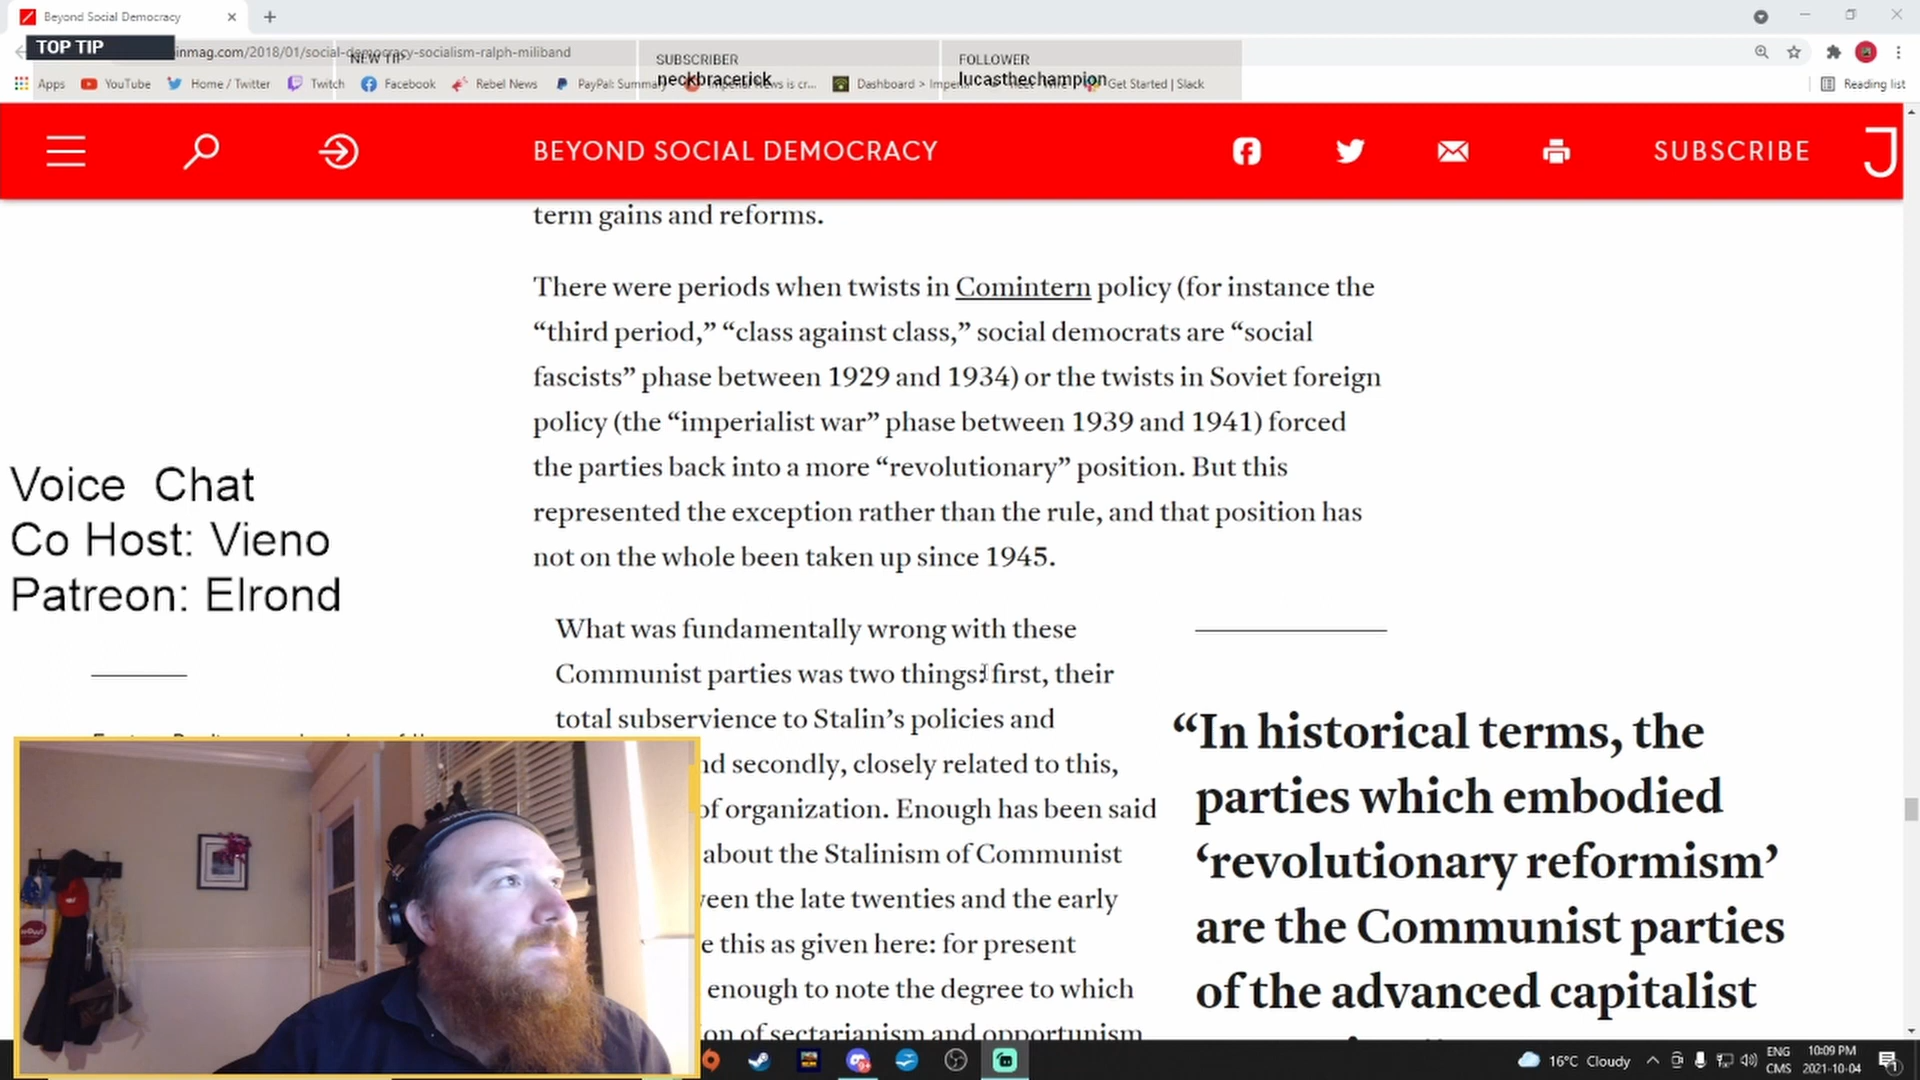 Beyond Social Democracy
TOP TIP
inmag.com/2018/01/social-democracy-socialism-ralph-miliband
NEW TIP
SUBSCRIBER
neckbracerick
FOLLOWER
lucasthechampion
Apps YouTube Home / Twitter Twitch Facebook Rebel News PayPal: Summary News is cr... Dashboard > Imper... Get Started | Slack Reading list
BEYOND SOCIAL DEMOCRACY SUBSCRIBE J
term gains and reforms.
There were periods when twists in Comintern policy (for instance the
“third period,” “class against class,” social democrats are “social
fascists” phase between 1929 and 1934) or the twists in Soviet foreign
policy (the “imperialist war” phase between 1939 and 1941) forced
the parties back into a more “revolutionary” position. But this
represented the exception rather than the rule, and that position has
not on the whole been taken up since 1945.
Voice Chat
Co Host: Vieno
Patreon: Elrond
What was fundamentally wrong with these
Communist parties was two things: first, their
total subservience to Stalin’s policies and
nd secondly, closely related to this,
of organization. Enough has been said
about the Stalinism of Communist
een the late twenties and the early
e this as given here: for present
enough to note the degree to which
on of sectarianism and opportunism
“In historical terms, the
parties which embodied
‘revolutionary reformism’
are the Communist parties
of the advanced capitalist
16°C Cloudy
ENG
CMS
10:09 PM
2021-10-04